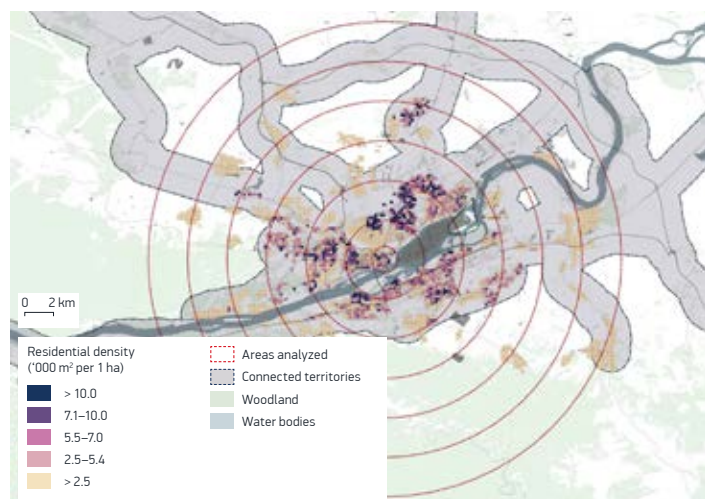 0 2 km
Residential density
('000 m² per 1 ha)
> 10.0
7.1–10.0
5.5–7.0
2.5–5.4
> 2.5
Areas analyzed
Connected territories
Woodland
Water bodies